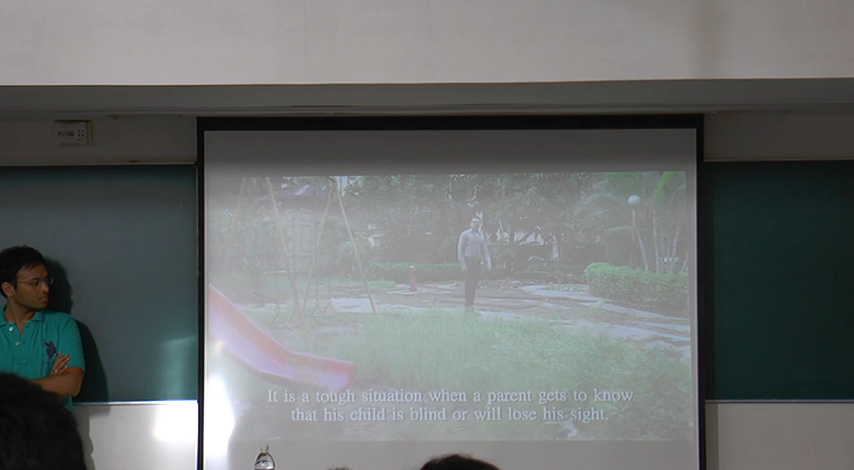 It is a tough situation when a parent gets to know
that his child is blind or will lose his sight.